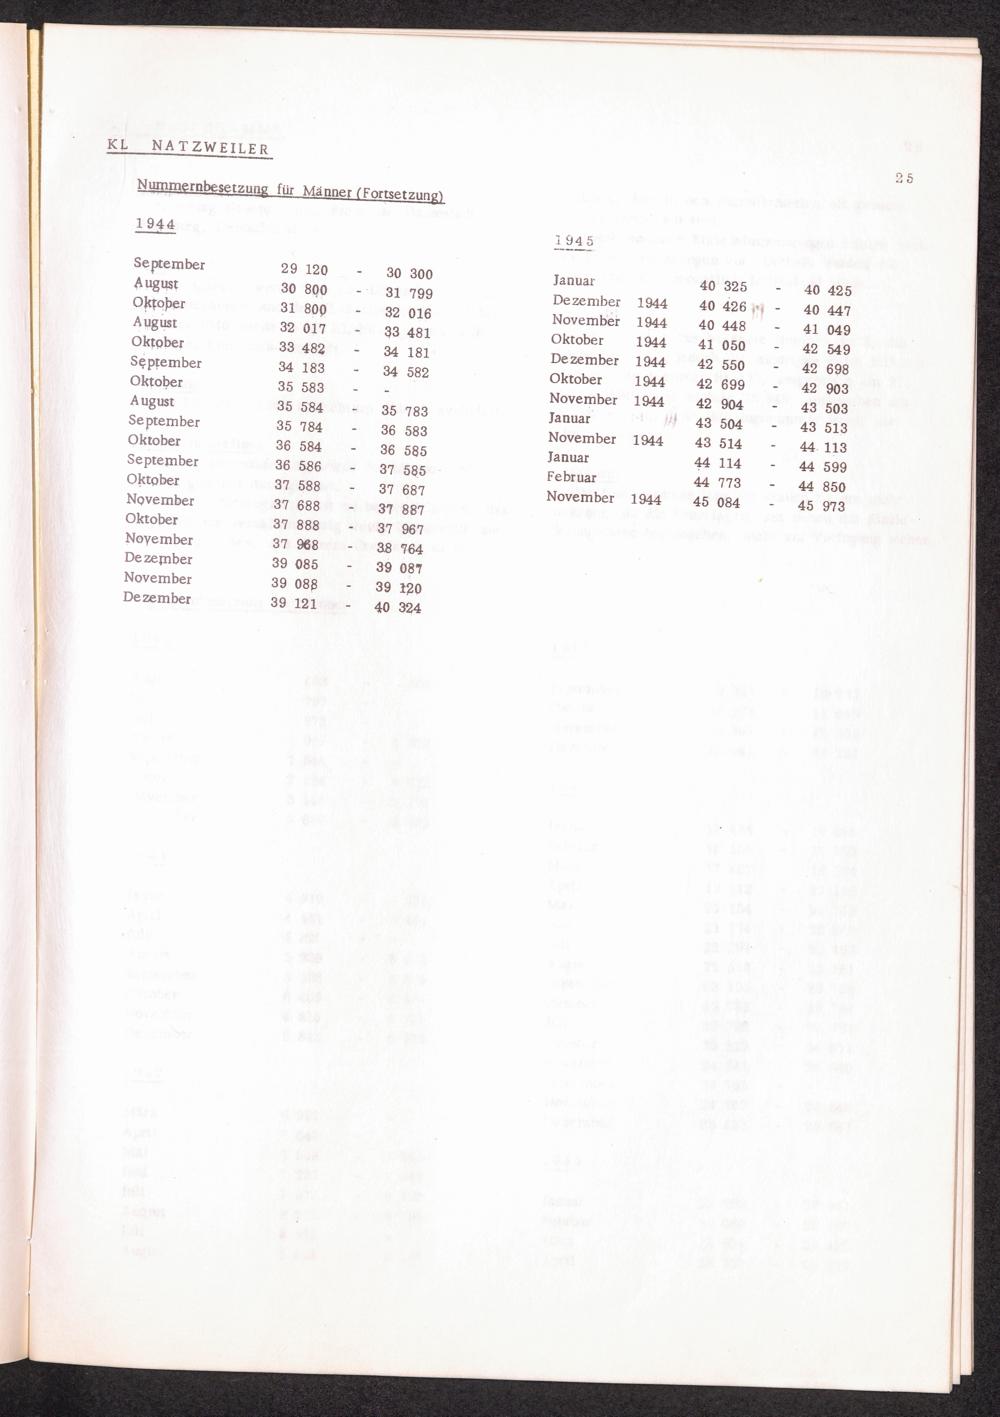 KL NATZWEILER
25
Nummernbesetzung für Männer (Fortsetzung)
1944
September 29 120 - 30 300
August 30 800 - 31 799
Oktober 31 800 - 32 016
August 32 017 - 33 481
Oktober 33 482 - 34 181
September 34 183 - 34 582
Oktober 35 583 - -
August 35 584 - 35 783
September 35 784 - 36 583
Oktober 36 584 - 36 585
September 36 586 - 37 585
Oktober 37 588 - 37 687
November 37 688 - 37 887
Oktober 37 888 - 37 967
November 37 968 - 38 764
Dezember 39 085 - 39 087
November 39 088 - 39 120
Dezember 39 121 - 40 324
1945
Januar 40 325 - 40 425
Dezember 1944 40 426 - 40 447
November 1944 40 448 - 41 049
Oktober 1944 41 050 - 42 549
Dezember 1944 42 550 - 42 698
Oktober 1944 42 699 - 42 903
November 1944 42 904 - 43 503
Januar 43 504 - 43 513
November 1944 43 514 - 44 113
Januar 44 114 - 44 599
Februar 44 773 - 44 850
November 1944 45 084 - 45 973